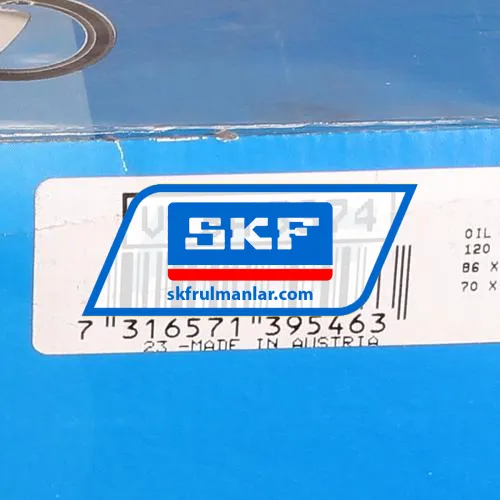 SKF
skfrulmanlar.com
OIL
120
86 X
70 X
7 316571 395463
23 -MADE IN AUSTRIA